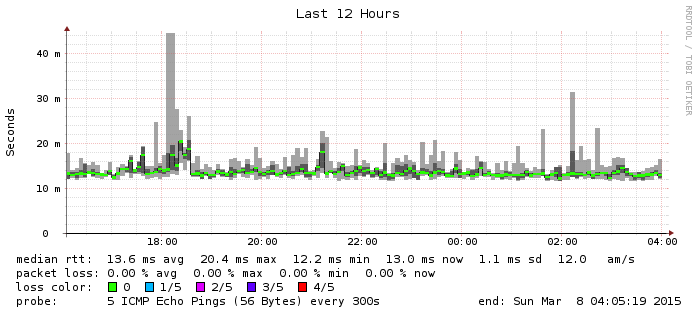 Last 12 Hours
RRDTOOL / TOBI OETIKER
Seconds
40 m
30 m
20 m
10 m
0
18:00 20:00 22:00 00:00 02:00 04:00
median rtt: 13.6 ms avg 20.4 ms max 12.2 ms min 13.0 ms now 1.1 ms sd 12.0 am/s
packet loss: 0.00 % avg 0.00 % max 0.00 % min 0.00 % now
loss color: 0 1/5 2/5 3/5 4/5
probe: 5 ICMP Echo Pings (56 Bytes) every 300s end: Sun Mar 8 04:05:19 2015